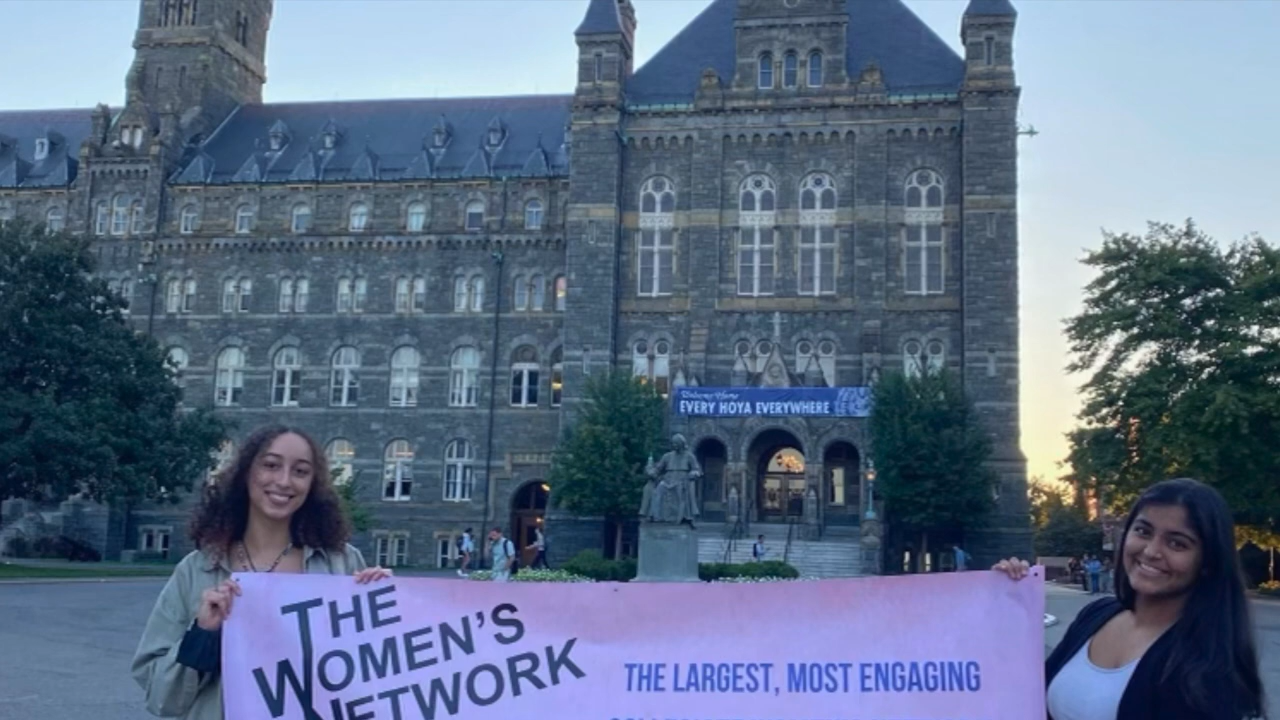 Welcome Home
EVERY HOYA EVERYWHERE
THE
WOMEN'S
NETWORK
THE LARGEST, MOST ENGAGING